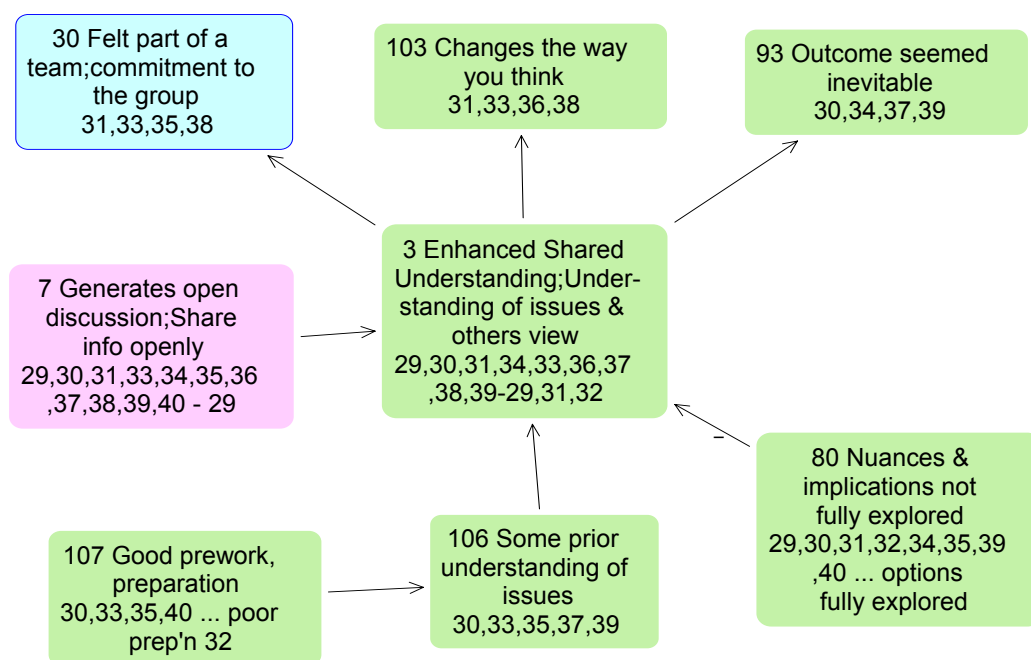 30 Felt part of a
team;commitment to
the group
31,33,35,38
103 Changes the way
you think
31,33,36,38
93 Outcome seemed
inevitable
30,34,37,39
3 Enhanced Shared
Understanding;Under-
standing of issues &
others view
29,30,31,34,33,36,37
,38,39-29,31,32
7 Generates open
discussion;Share
info openly
29,30,31,33,34,35,36
,37,38,39,40 - 29
80 Nuances &
implications not
fully explored
29,30,31,32,34,35,39
,40 ... options
fully explored
–
107 Good prework,
preparation
30,33,35,40 ... poor
prep'n 32
106 Some prior
understanding of
issues
30,33,35,37,39